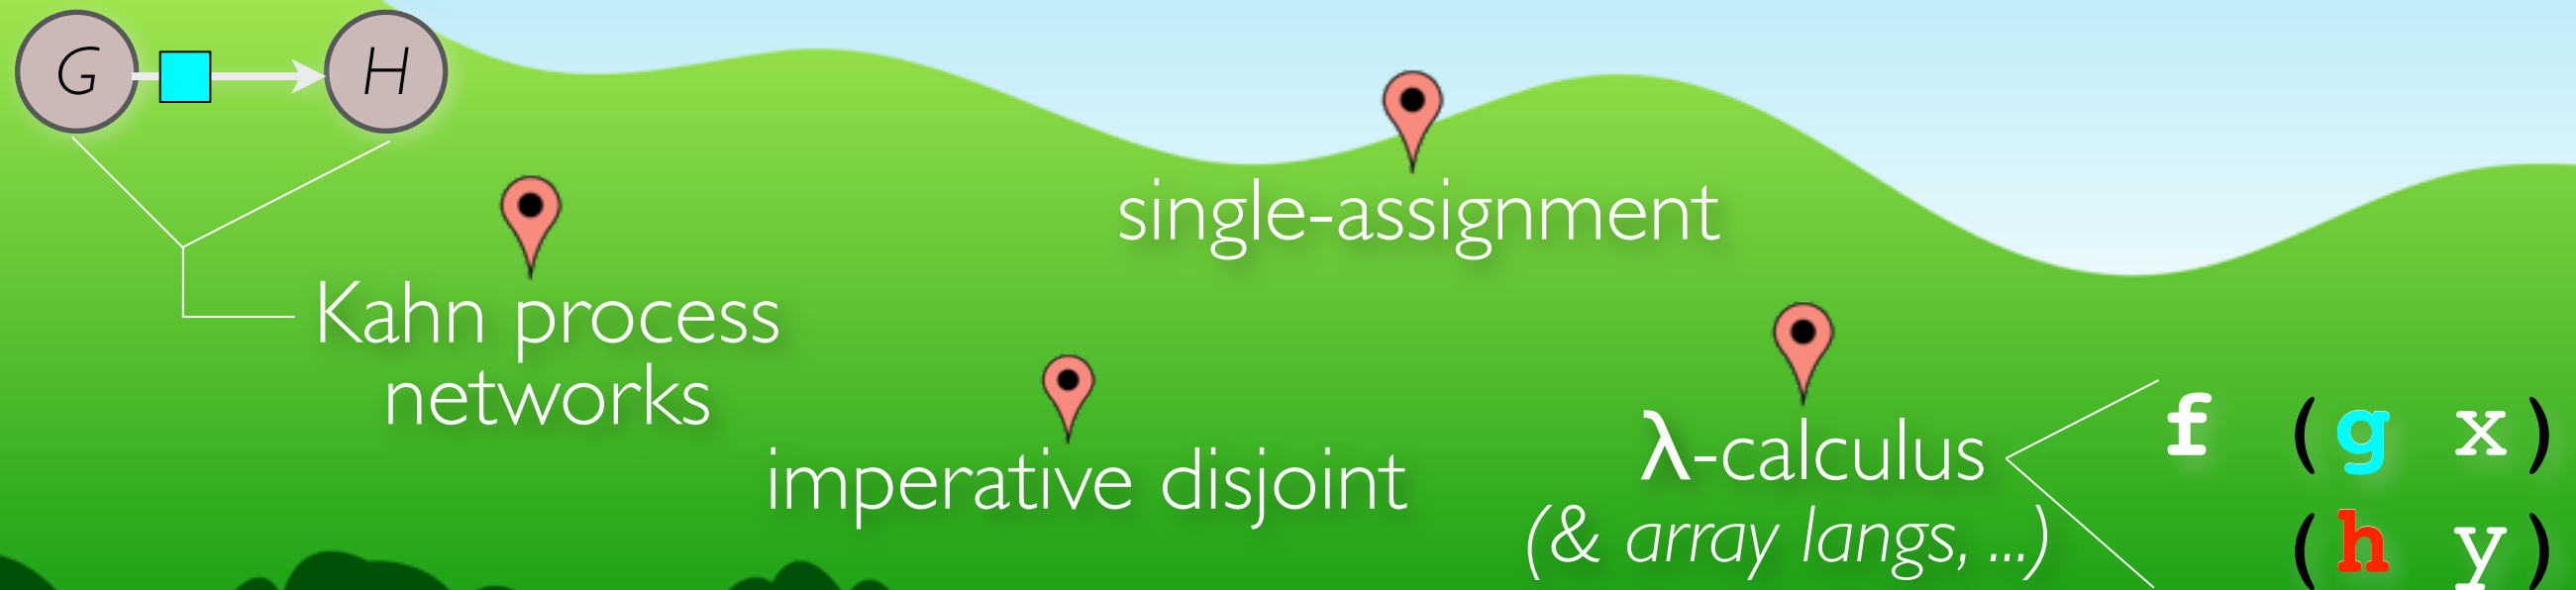 G H
single-assignment
Kahn process
networks
imperative disjoint
λ-calculus
(& array langs, ...)
f (g x)
(h y)